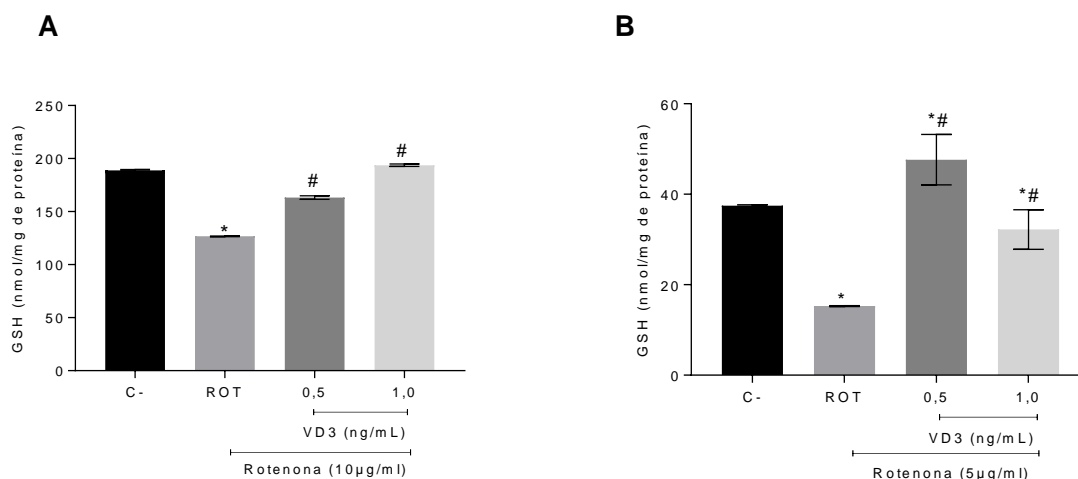 A
GSH (nmol/mg de proteína)
250
200
150
100
50
0
*
#
#
C- ROT 0,5 1,0
VD3 (ng/mL)
Rotenona (10µg/ml)
B
GSH (nmol/mg de proteína)
60
40
20
0
*
*#
*#
C- ROT 0,5 1,0
VD3 (ng/mL)
Rotenona (5µg/ml)